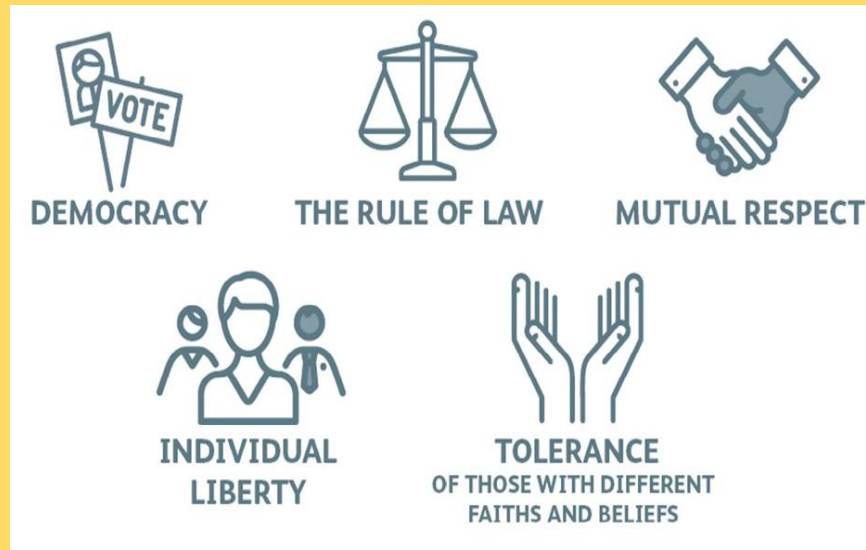 VOTE
DEMOCRACY
THE RULE OF LAW
MUTUAL RESPECT
INDIVIDUAL
LIBERTY
TOLERANCE
OF THOSE WITH DIFFERENT
FAITHS AND BELIEFS